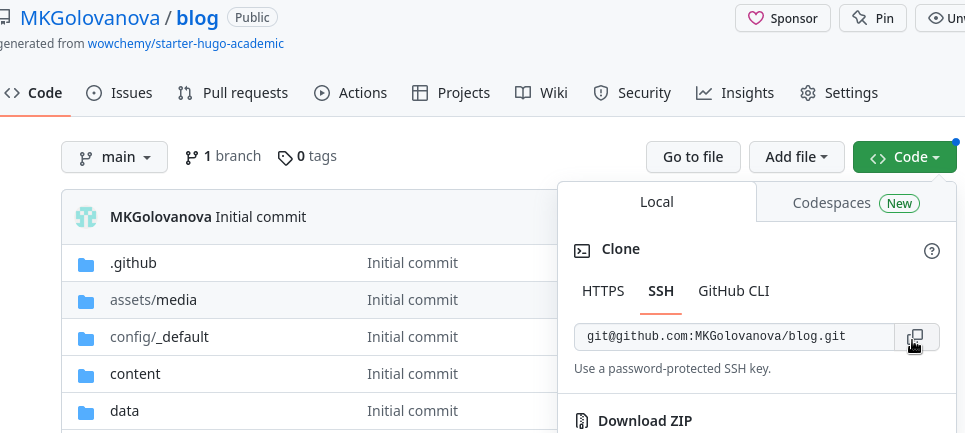 MKGolovanova / blog Public Sponsor Pin
generated from wowchemy/starter-hugo-academic
Code Issues Pull requests Actions Projects Wiki Security Insights Settings
main 1 branch 0 tags Go to file Add file Code
MKGolovanova Initial commit
.github Initial commit
assets/media Initial commit
config/_default Initial commit
content Initial commit
data Initial commit
Local Codespaces New
Clone
HTTPS SSH GitHub CLI
git@github.com:MKGolovanova/blog.git
Use a password-protected SSH key.
Download ZIP